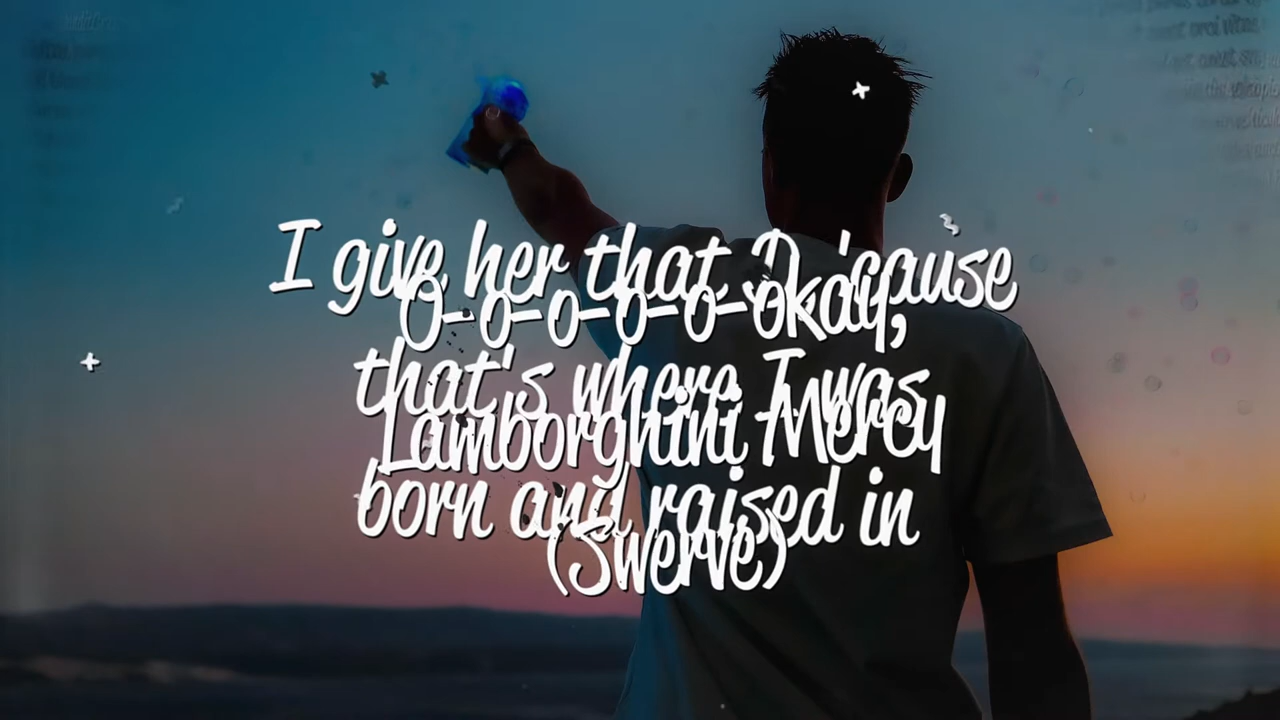 I give her that D, 'cause
O-o-o-o-o-okay,
that's where I was
Lamborghini Mercy
born and raised in
(Swerve)